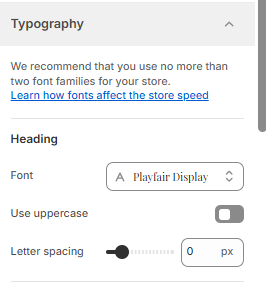 Typography
We recommend that you use no more than
two font families for your store.
Learn how fonts affect the store speed
Heading
Font A Playfair Display
Use uppercase
Letter spacing 0 px